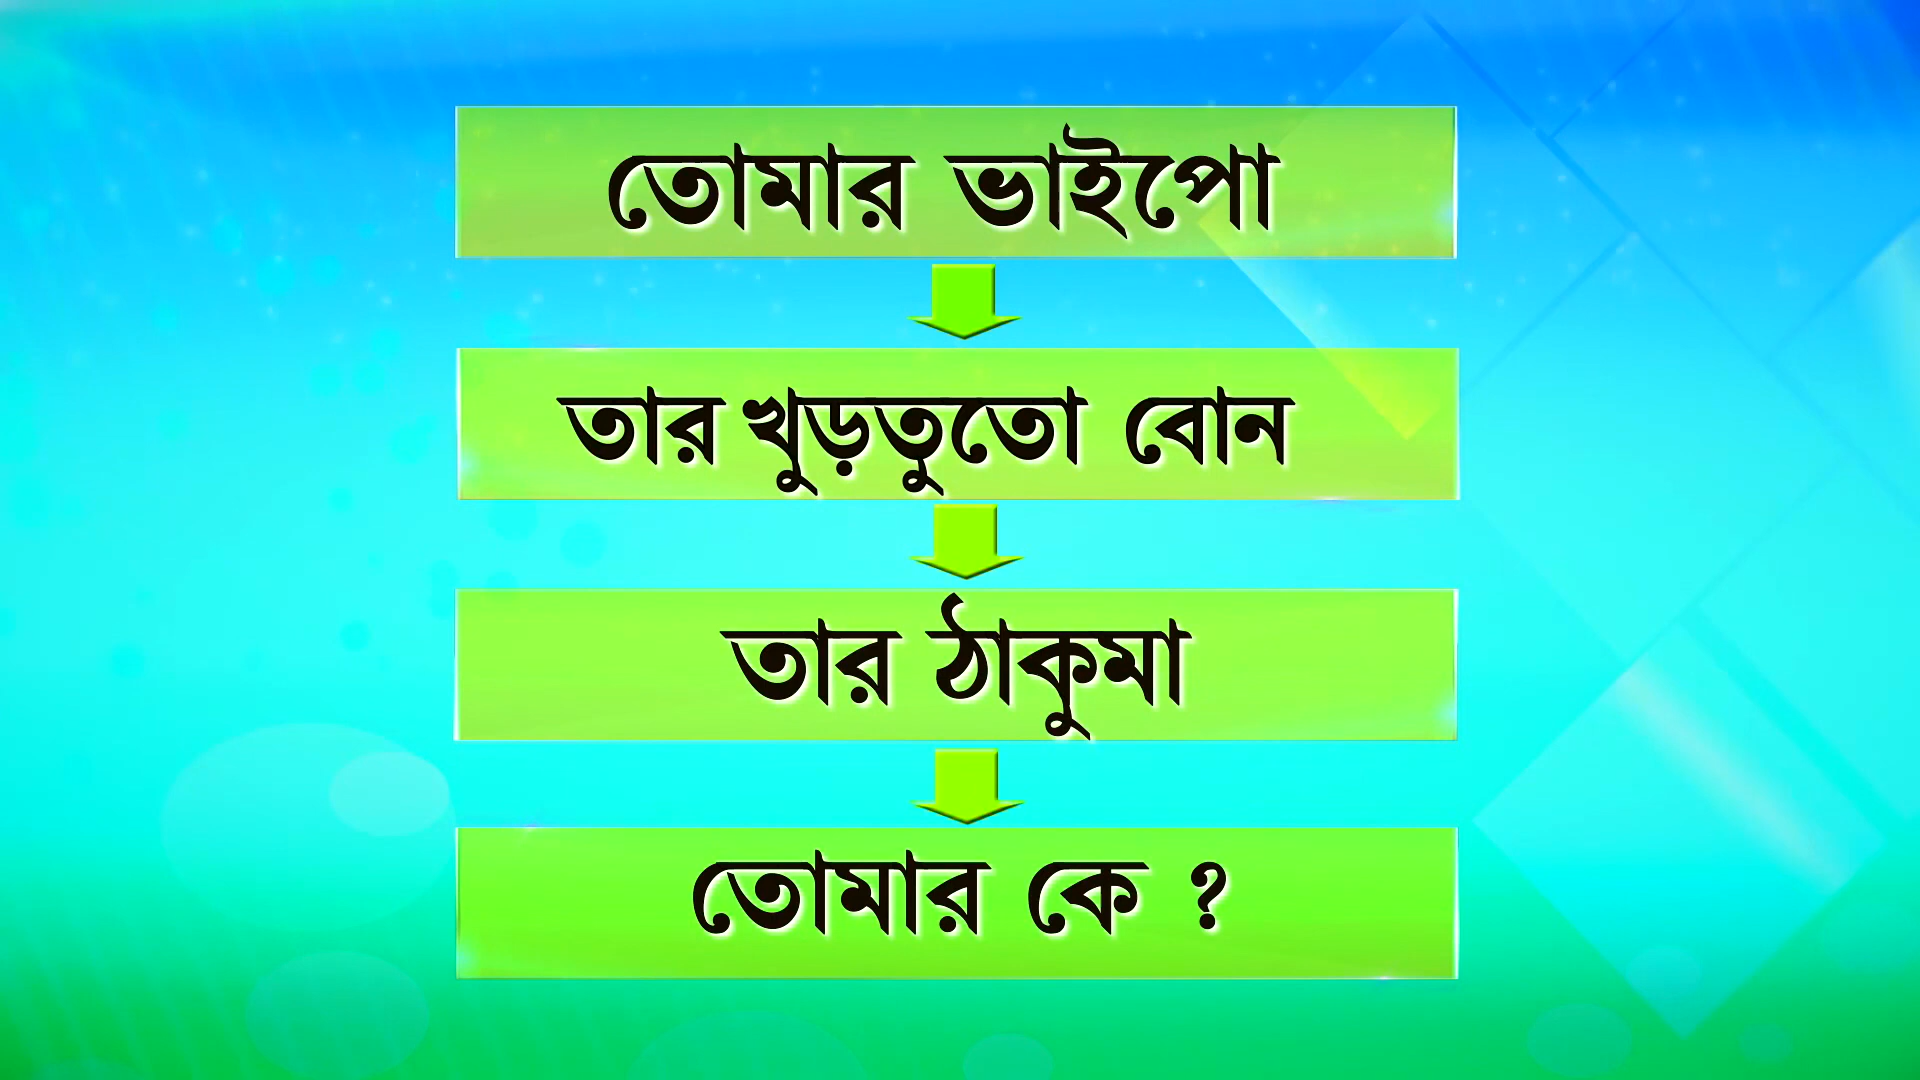 তোমার ভাইপো
তার খুড়তুতো বোন
তার ঠাকুমা
তোমার কে ?